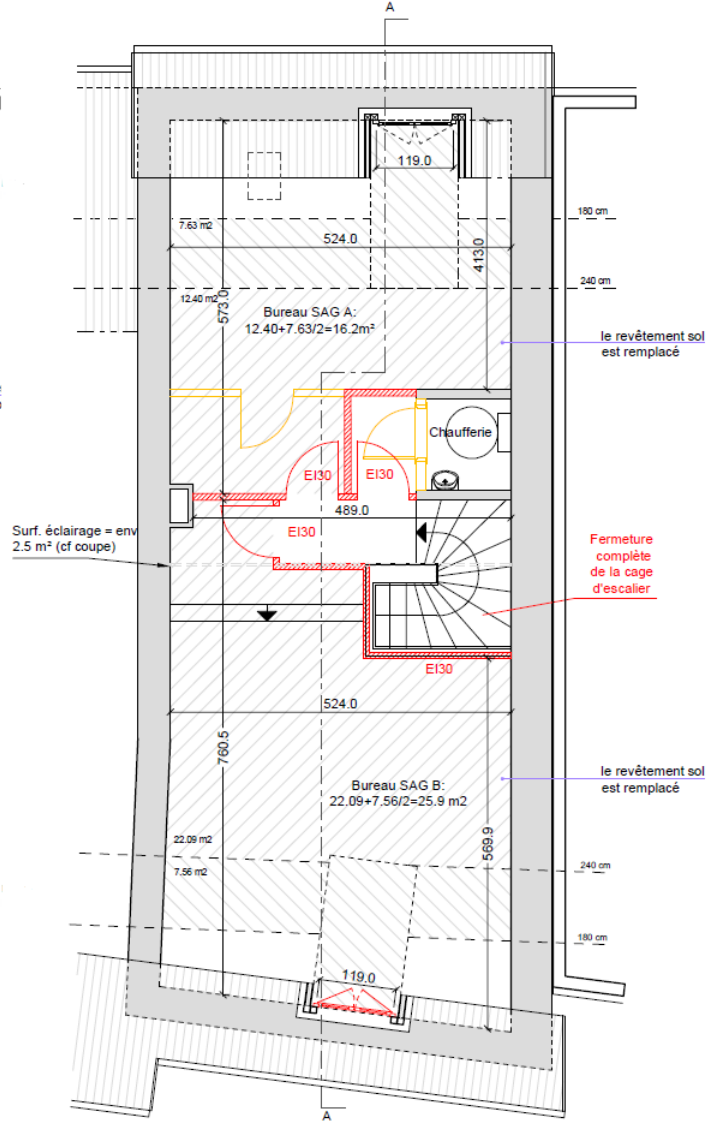 A
119.0
180 cm
7.63 m2
524.0
413.0
240 cm
12.40 m2
573.0
Bureau SAG A:
12.40+7.63/2=16.2m²
le revêtement sol
est remplacé
Chaufferie
EI30
EI30
489.0
EI30
Surf. éclairage = env
2.5 m² (cf coupe)
Fermeture
complète
de la cage
d'escalier
EI30
524.0
760.5
le revêtement sol
est remplacé
Bureau SAG B:
22.09+7.56/2=25.9 m2
569.9
22.09 m2
240 cm
7.56 m2
180 cm
119.0
A